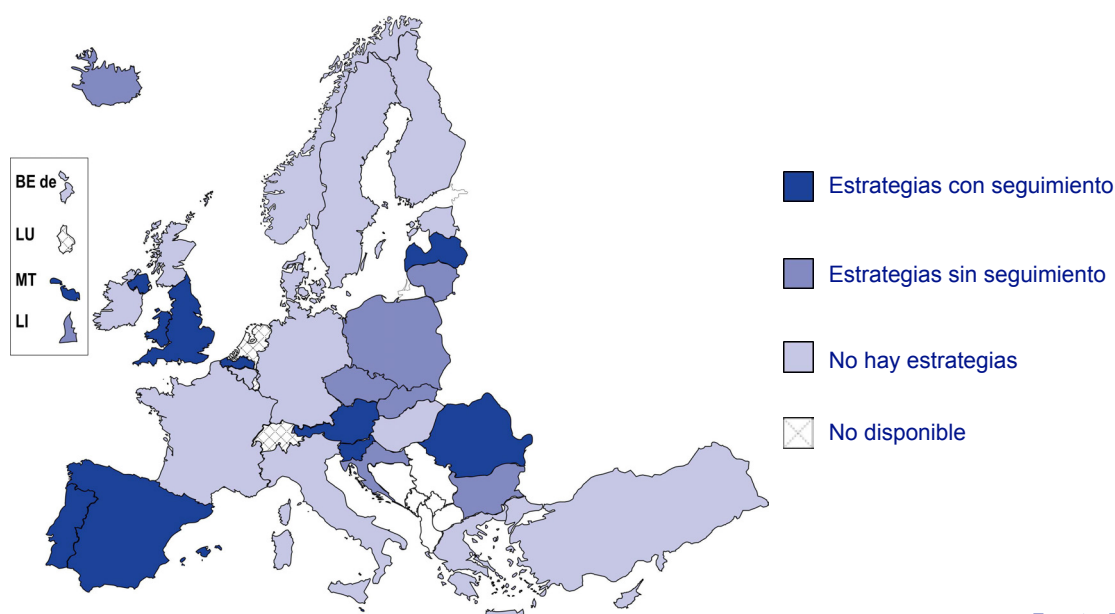 BE de
LU
MT
LI
Estrategias con seguimiento
Estrategias sin seguimiento
No hay estrategias
No disponible